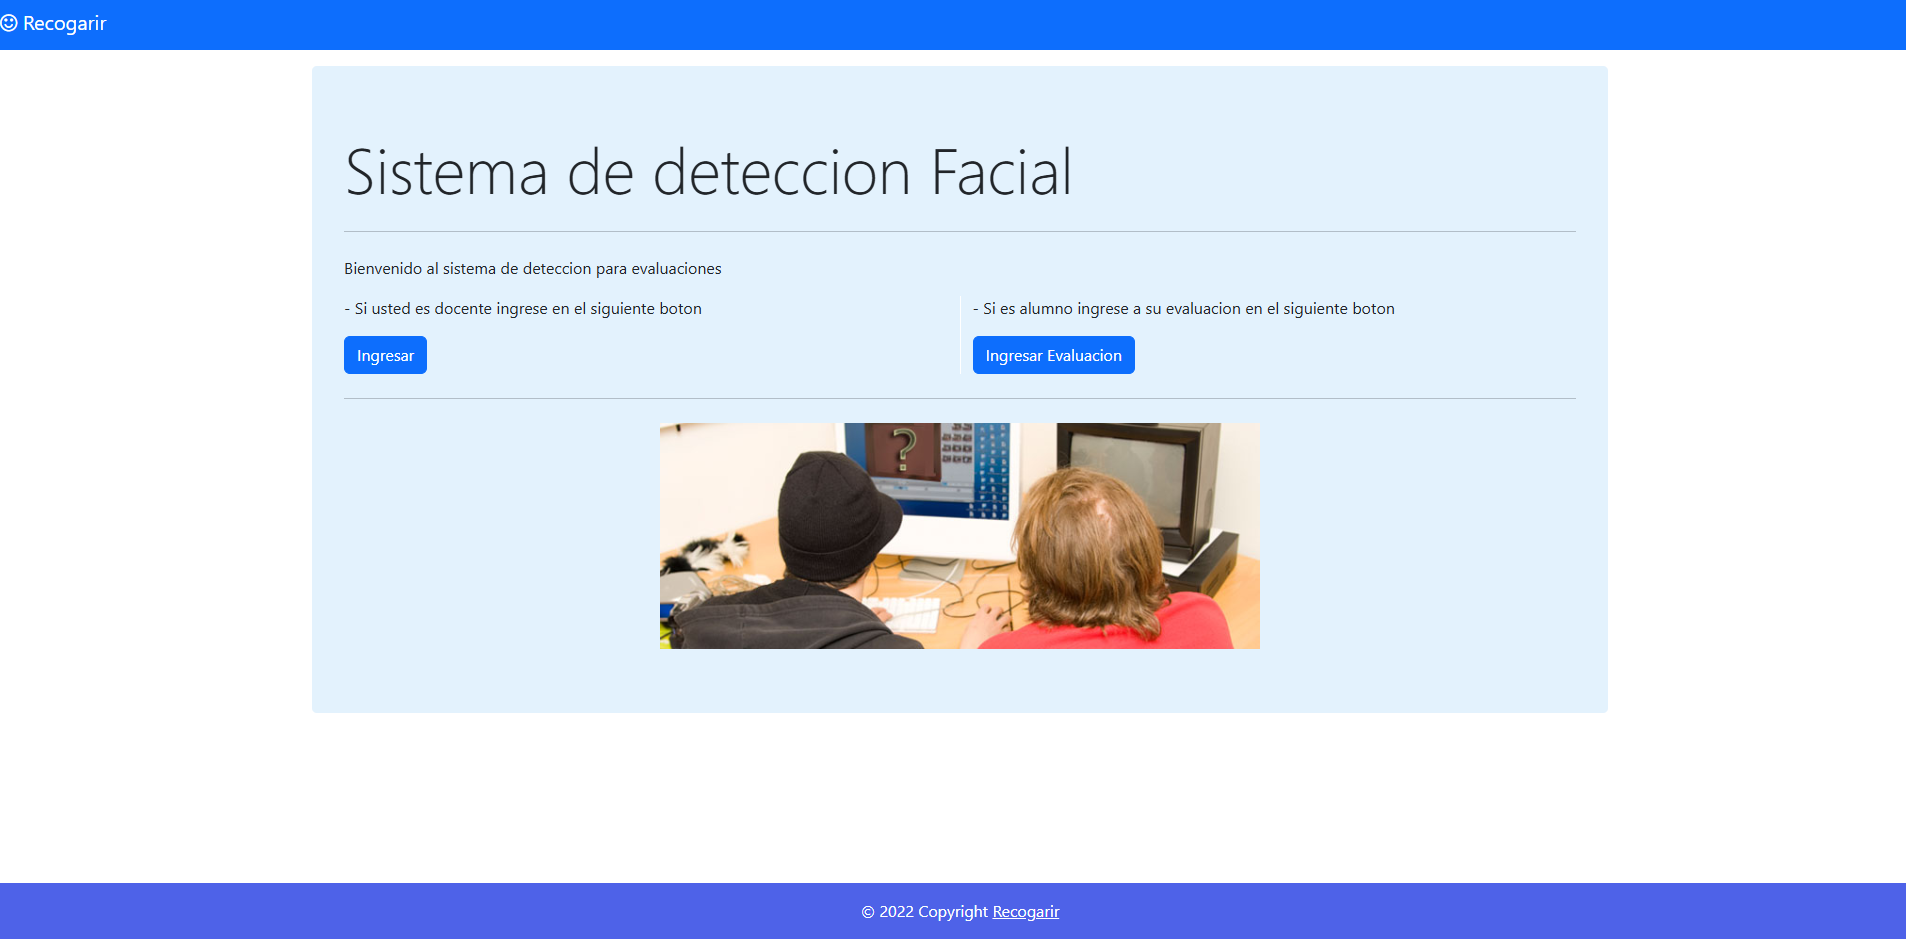 Recogarir
Sistema de deteccion Facial
Bienvenido al sistema de deteccion para evaluaciones
- Si usted es docente ingrese en el siguiente boton
Ingresar
- Si es alumno ingrese a su evaluacion en el siguiente boton
Ingresar Evaluacion
?
© 2022 Copyright Recogarir